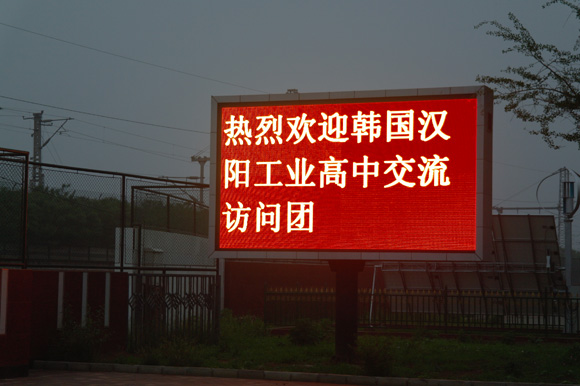 热烈欢迎韩国汉
阳工业高中交流
访问团